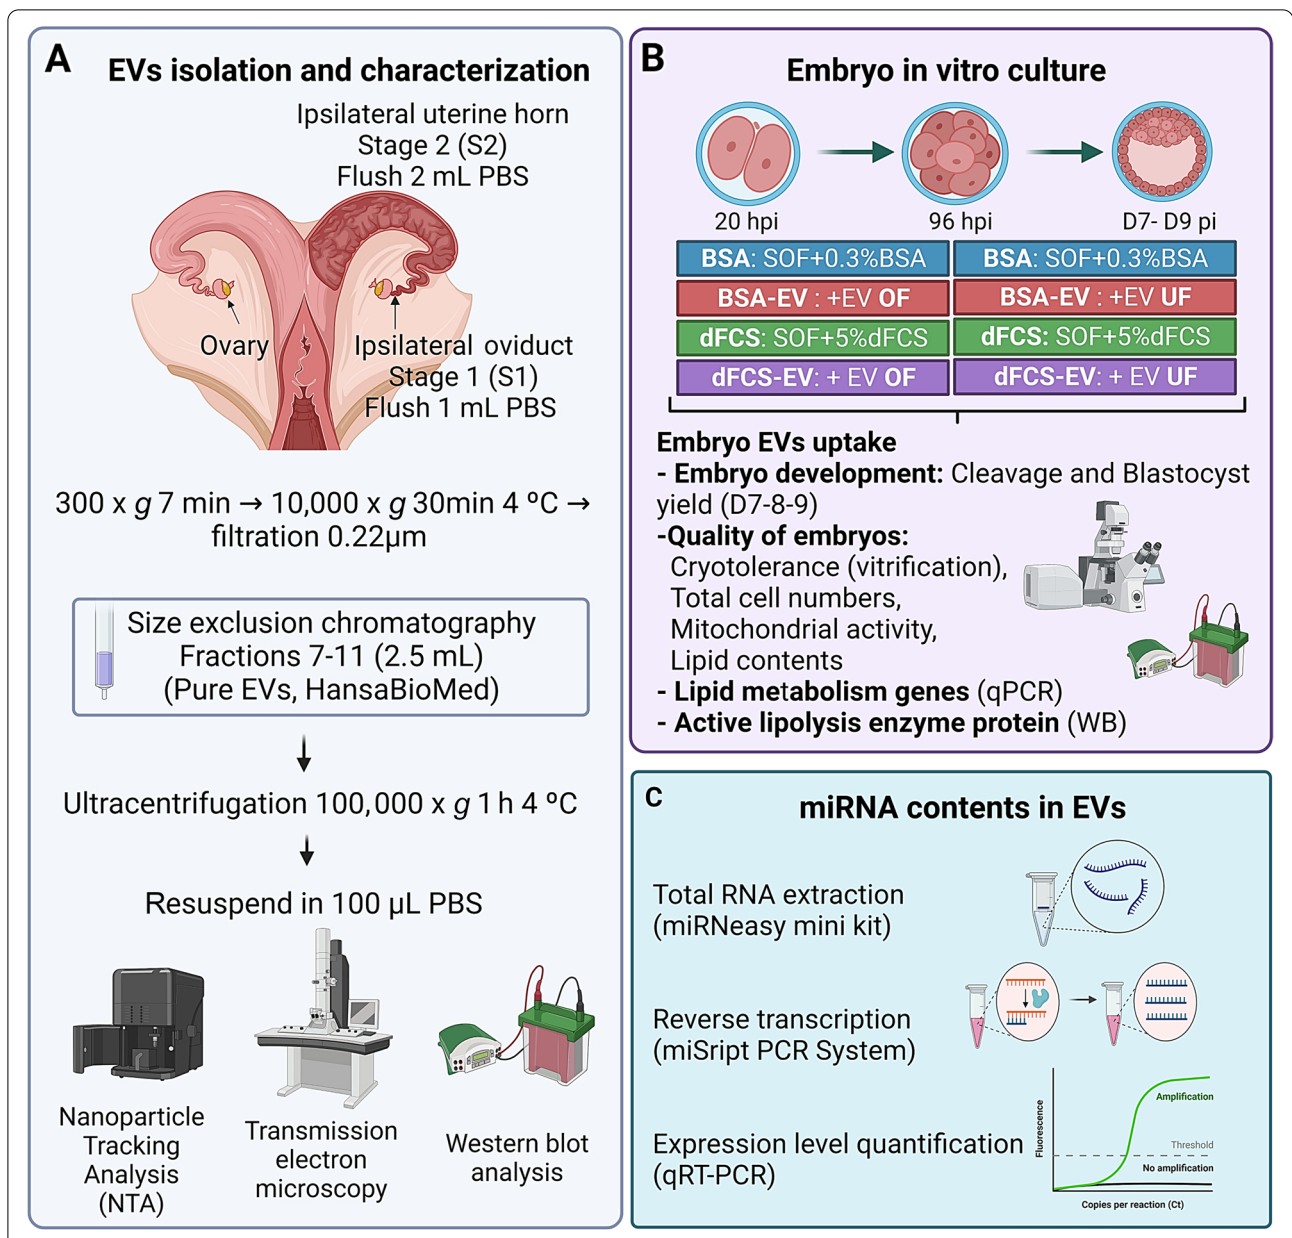 A
EVs isolation and characterization
Ipsilateral uterine horn
Stage 2 (S2)
Flush 2 mL PBS
Ovary
Ipsilateral oviduct
Stage 1 (S1)
Flush 1 mL PBS
300 x g 7 min → 10,000 x g 30min 4 ºC →
filtration 0.22µm
Size exclusion chromatography
Fractions 7-11 (2.5 mL)
(Pure EVs, HansaBioMed)
Ultracentrifugation 100,000 x g 1 h 4 ºC
Resuspend in 100 µL PBS
Nanoparticle
Tracking
Analysis
(NTA)
Transmission
electron
microscopy
Western blot
analysis
B
Embryo in vitro culture
20 hpi
96 hpi
D7- D9 pi
BSA: SOF+0.3%BSA
BSA: SOF+0.3%BSA
BSA-EV : +EV OF
BSA-EV : +EV UF
dFCS: SOF+5%dFCS
dFCS: SOF+5%dFCS
dFCS-EV: + EV OF
dFCS-EV: + EV UF
Embryo EVs uptake
- Embryo development: Cleavage and Blastocyst
yield (D7-8-9)
-Quality of embryos:
Cryotolerance (vitrification),
Total cell numbers,
Mitochondrial activity,
Lipid contents
- Lipid metabolism genes (qPCR)
- Active lipolysis enzyme protein (WB)
C
miRNA contents in EVs
Total RNA extraction
(miRNeasy mini kit)
Reverse transcription
(miSript PCR System)
Expression level quantification
(qRT-PCR)
Fluorescence
Amplification
Threshold
No amplification
Copies per reaction (Ct)